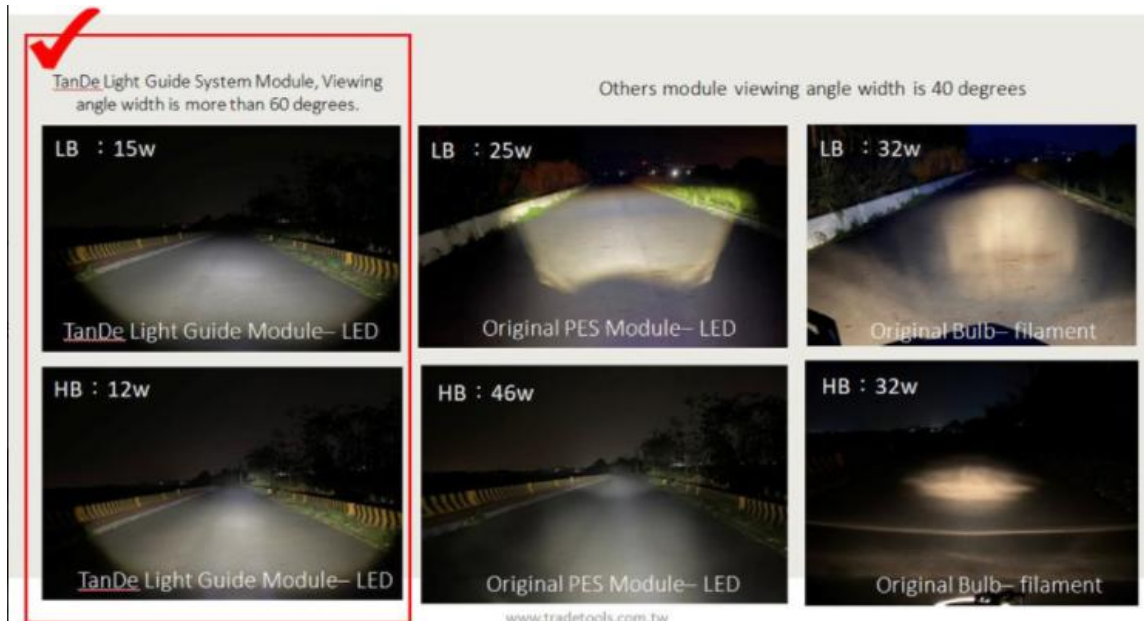 TanDe Light Guide System Module, Viewing
angle width is more than 60 degrees.
Others module viewing angle width is 40 degrees
LB ：15w
TanDe Light Guide Module– LED
LB ：25w
Original PES Module– LED
LB ：32w
Original Bulb– filament
HB：12w
TanDe Light Guide Module– LED
HB：46w
Original PES Module– LED
HB：32w
Original Bulb– filament
www.tradetools.com.tw